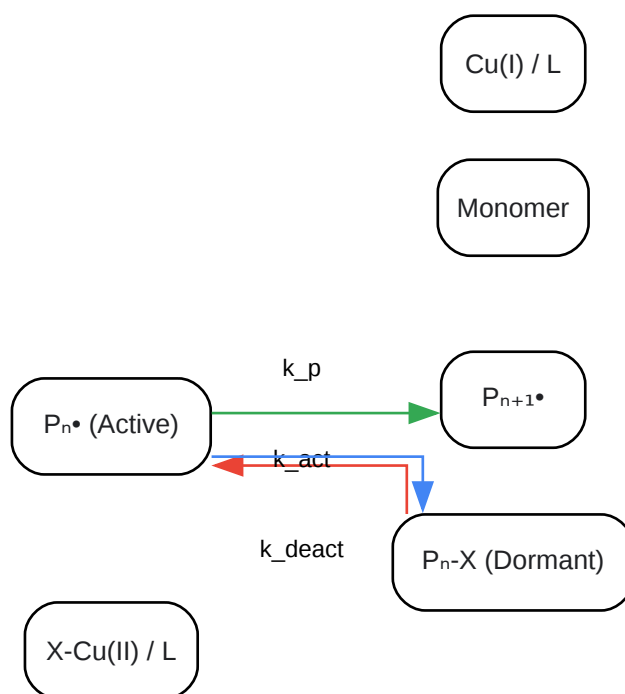 Cu(I) / L
Monomer
k_p
Pₙ• (Active)
Pₙ₊₁•
k_act
k_deact
Pₙ-X (Dormant)
X-Cu(II) / L